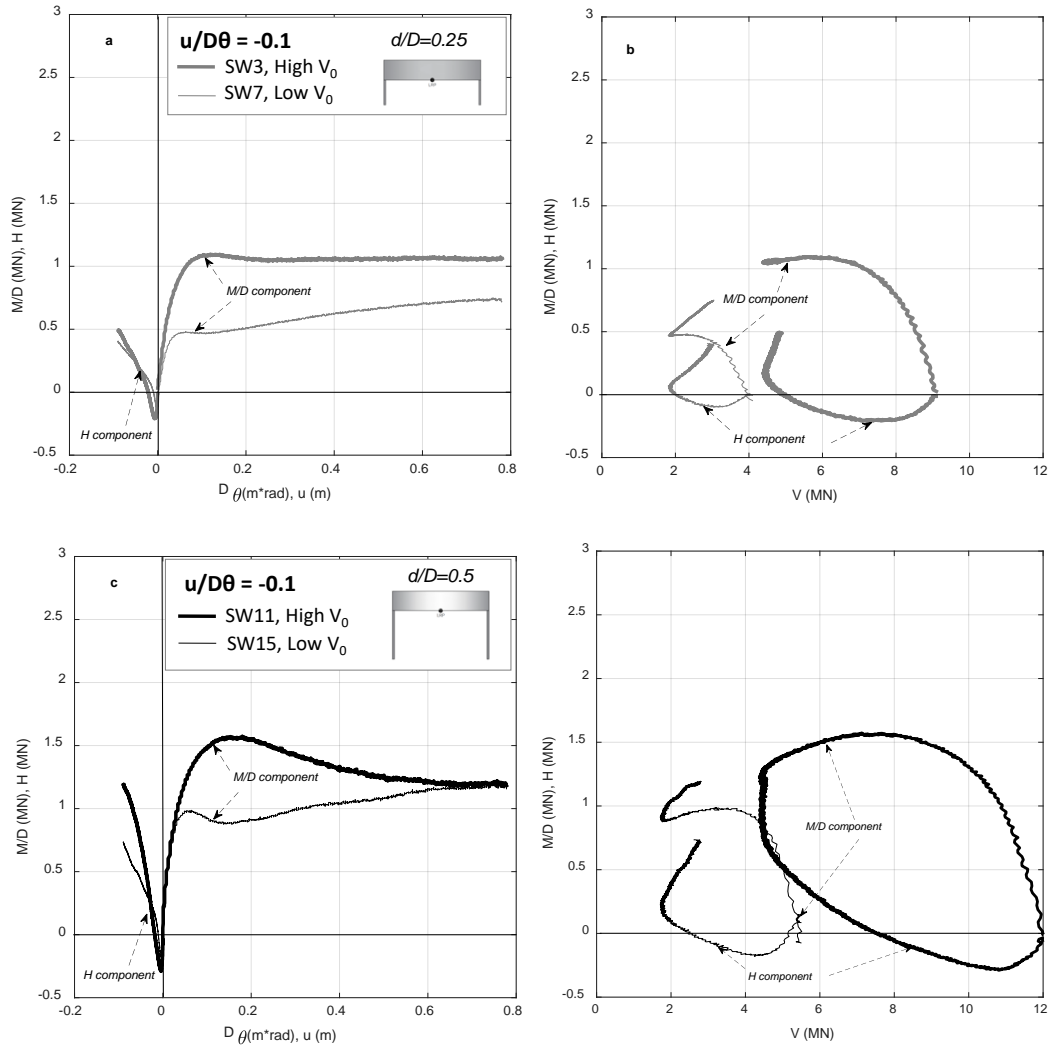 a
u/Dθ = -0.1
d/D=0.25
SW3, High V0
SW7, Low V0
LRP
3
2.5
2
1.5
1
0.5
0
-0.5
M/D (MN), H (MN)
M/D component
H component
-0.2
0
0.2
0.4
0.6
0.8
D θ(m*rad), u (m)
b
3
2.5
2
1.5
1
0.5
0
-0.5
M/D (MN), H (MN)
M/D component
H component
0
2
4
6
8
10
12
V (MN)
c
u/Dθ = -0.1
d/D=0.5
SW11, High V0
SW15, Low V0
LRP
3
2.5
2
1.5
1
0.5
0
-0.5
M/D (MN), H (MN)
M/D component
H component
-0.2
0
0.2
0.4
0.6
0.8
D θ(m*rad), u (m)
3
2.5
2
1.5
1
0.5
0
-0.5
M/D (MN), H (MN)
M/D component
H component
0
2
4
6
8
10
12
V (MN)